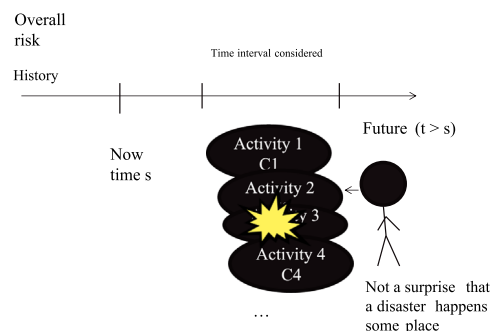 Overall
risk
Time interval considered
History
Future (t > s)
Now
time s
Activity 1
C1
Activity 2
3
Activity 4
C4
Not a surprise that
a disaster happens
some place
...